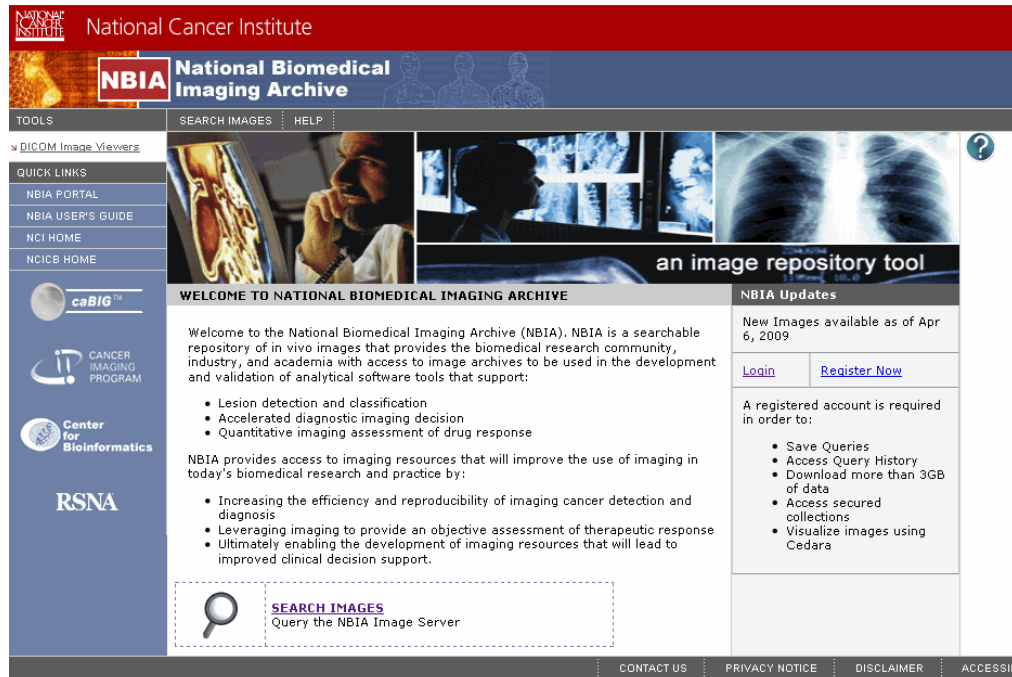 NATIONAL
CANCER
INSTITUTE
National Cancer Institute
NBIA
National Biomedical
Imaging Archive
TOOLS
SEARCH IMAGES
HELP
DICOM Image Viewers
QUICK LINKS
NBIA PORTAL
NBIA USER'S GUIDE
NCI HOME
NCICB HOME
caBIG™
CIP
CANCER
IMAGING
PROGRAM
Center
for
Bioinformatics
RSNA
an image repository tool
?
WELCOME TO NATIONAL BIOMEDICAL IMAGING ARCHIVE
Welcome to the National Biomedical Imaging Archive (NBIA). NBIA is a searchable
repository of in vivo images that provides the biomedical research community,
industry, and academia with access to image archives to be used in the development
and validation of analytical software tools that support:
• Lesion detection and classification
• Accelerated diagnostic imaging decision
• Quantitative imaging assessment of drug response
NBIA provides access to imaging resources that will improve the use of imaging in
today's biomedical research and practice by:
• Increasing the efficiency and reproducibility of imaging cancer detection and
diagnosis
• Leveraging imaging to provide an objective assessment of therapeutic response
• Ultimately enabling the development of imaging resources that will lead to
improved clinical decision support.
SEARCH IMAGES
Query the NBIA Image Server
NBIA Updates
New Images available as of Apr
6, 2009
Login
Register Now
A registered account is required
in order to:
• Save Queries
• Access Query History
• Download more than 3GB
of data
• Access secured
collections
• Visualize images using
Cedara
CONTACT US
PRIVACY NOTICE
DISCLAIMER
ACCESSI